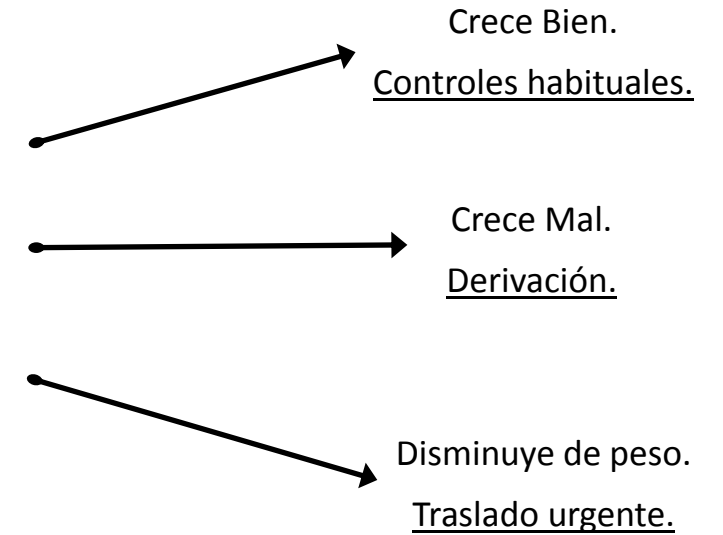 Crece Bien.
Controles habituales.
Crece Mal.
Derivación.
Disminuye de peso.
Traslado urgente.